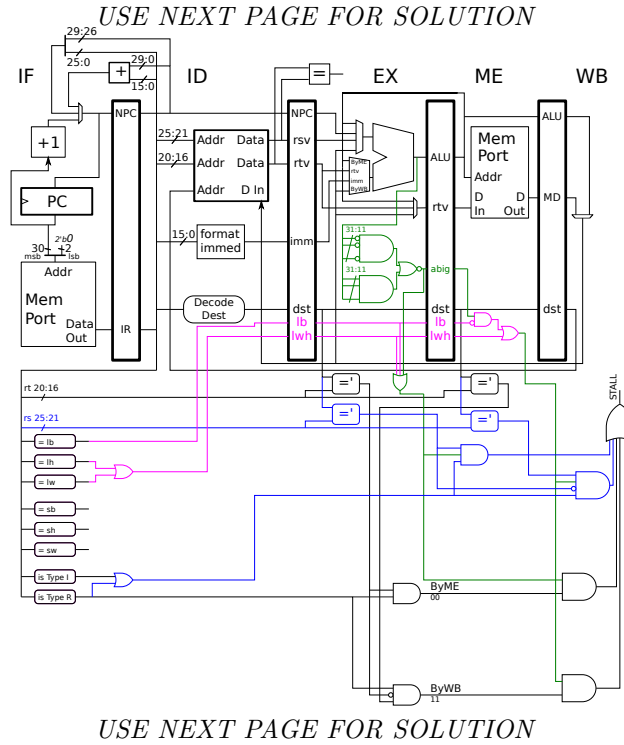 USE NEXT PAGE FOR SOLUTION
29:26
25:0
29:0
15:0
IF
ID
EX
ME
WB
+
=
+1
PC
NPC
25:21
20:16
Addr
Addr
Addr
Data
Data
D In
NPC
rsv
rtv
ByME
rtv
imm
ByWB
ALU
rtv
Mem
Port
Addr
D
In
D
Out
ALU
MD
15:0
format
immed
imm
31:11
31:11
abig
2'b0
30
+2
msb
lsb
Addr
Mem
Port
Data
Out
IR
Decode
Dest
dst
dst
dst
lb
lb
lwh
lwh
rt 20:16
='
='
rs 25:21
='
='
STALL
= lb
= lh
= lw
= sb
= sh
= sw
is Type I
is Type R
ByME
00
ByWB
11
USE NEXT PAGE FOR SOLUTION